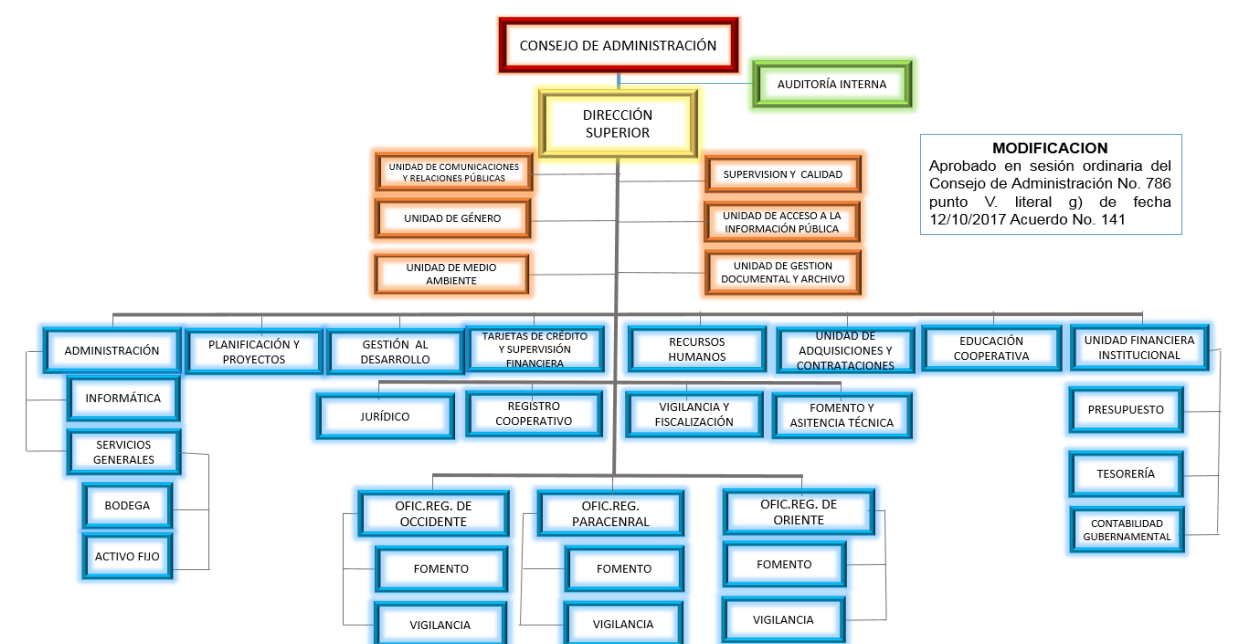 CONSEJO DE ADMINISTRACIÓN
AUDITORÍA INTERNA
DIRECCIÓN
SUPERIOR
MODIFICACION
Aprobado en sesión ordinaria del
Consejo de Administración No. 786
punto V. literal g) de fecha
12/10/2017 Acuerdo No. 141
UNIDAD DE COMUNICACIONES
Y RELACIONES PÚBLICAS
SUPERVISION Y CALIDAD
UNIDAD DE GÉNERO
UNIDAD DE ACCESO A LA
INFORMACIÓN PÚBLICA
UNIDAD DE MEDIO
AMBIENTE
UNIDAD DE GESTION
DOCUMENTAL Y ARCHIVO
ADMINISTRACIÓN
PLANIFICACIÓN Y
PROYECTOS
GESTIÓN AL
DESARROLLO
TARJETAS DE CRÉDITO
Y SUPERVISIÓN
FINANCIERA
RECURSOS
HUMANOS
UNIDAD DE
ADQUISICIONES Y
CONTRATACIONES
EDUCACIÓN
COOPERATIVA
UNIDAD FINANCIERA
INSTITUCIONAL
INFORMÁTICA
SERVICIOS
GENERALES
BODEGA
ACTIVO FIJO
JURÍDICO
REGISTRO
COOPERATIVO
VIGILANCIA Y
FISCALIZACIÓN
FOMENTO Y
ASITENCIA TÉCNICA
PRESUPUESTO
TESORERÍA
CONTABILIDAD
GUBERNAMENTAL
OFIC.REG. DE
OCCIDENTE
FOMENTO
VIGILANCIA
OFIC.REG.
PARACENRAL
FOMENTO
VIGILANCIA
OFIC.REG. DE
ORIENTE
FOMENTO
VIGILANCIA